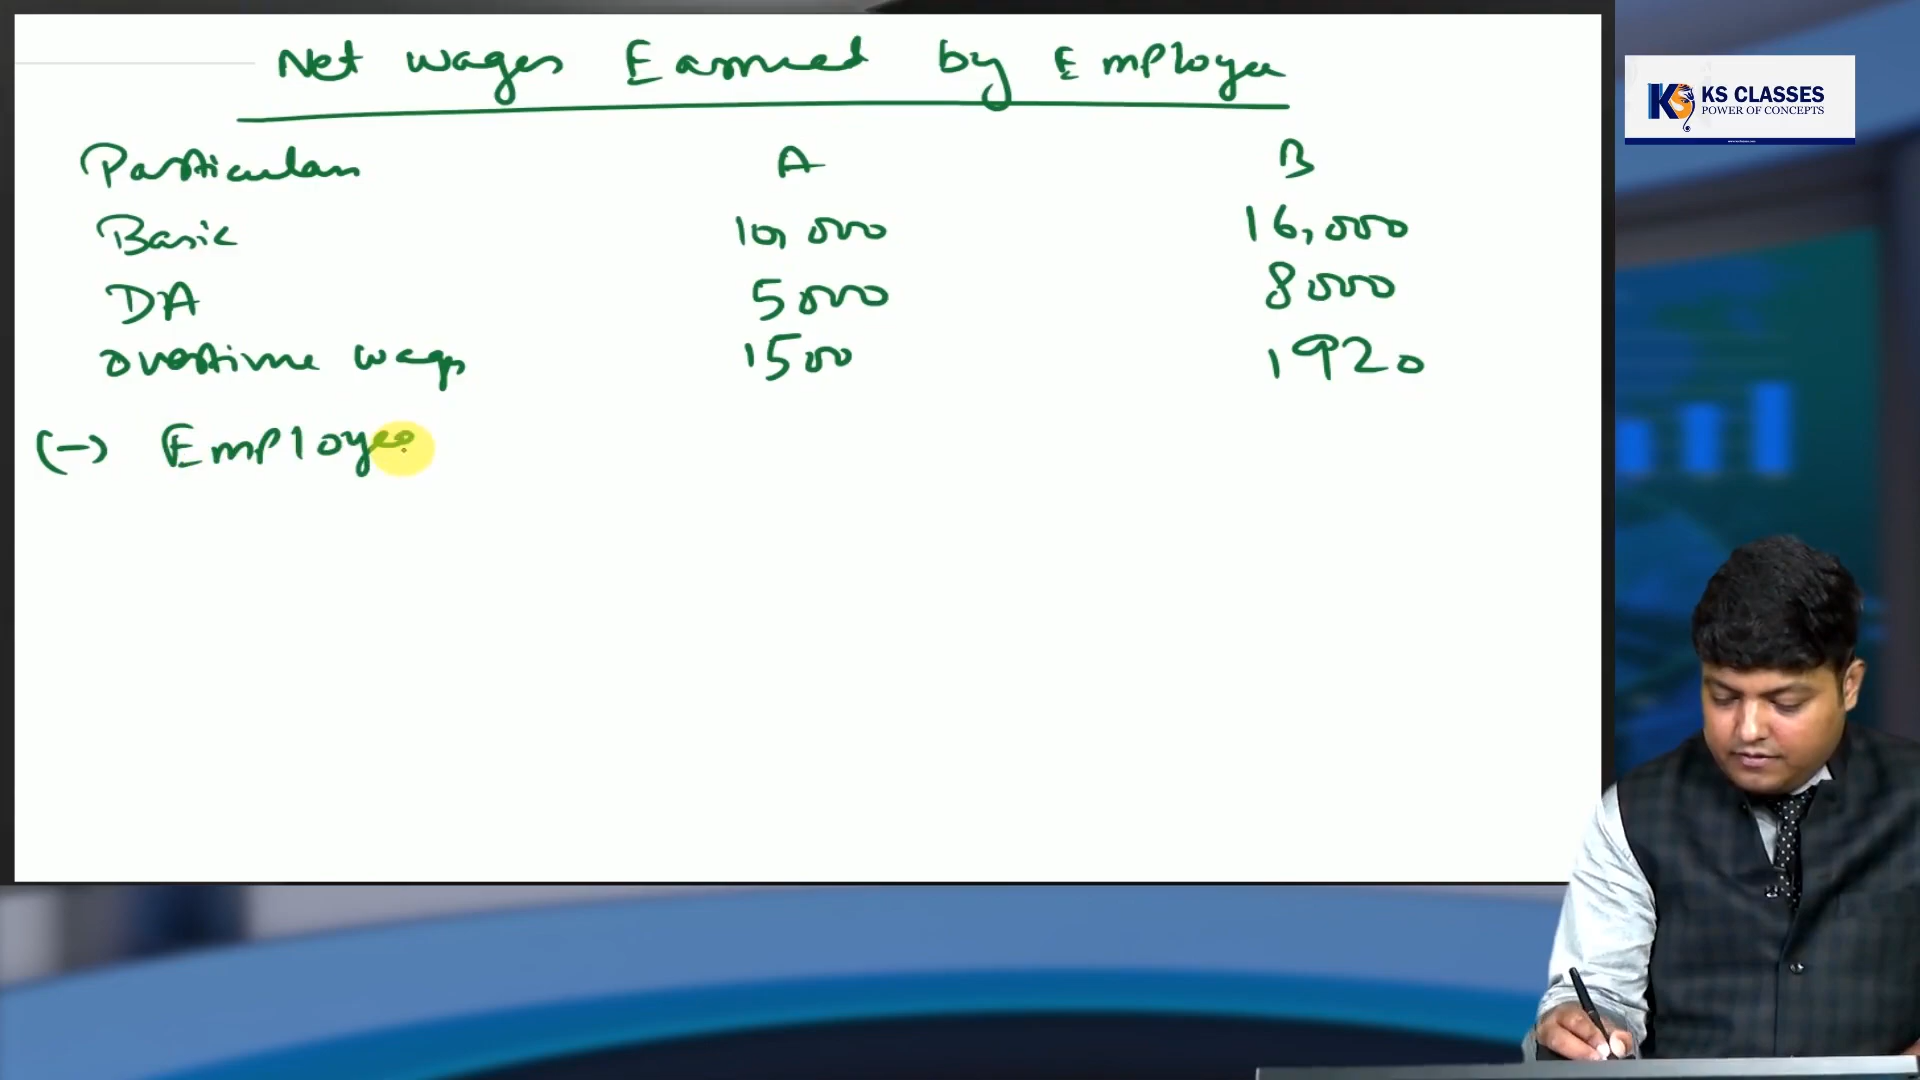 Net wages Earned by Employee
Particulars A B
Basic 10,000 16,000
DA 5000 8000
overtime wages 1500 1920
(-) Employee
KS CLASSES
POWER OF CONCEPTS